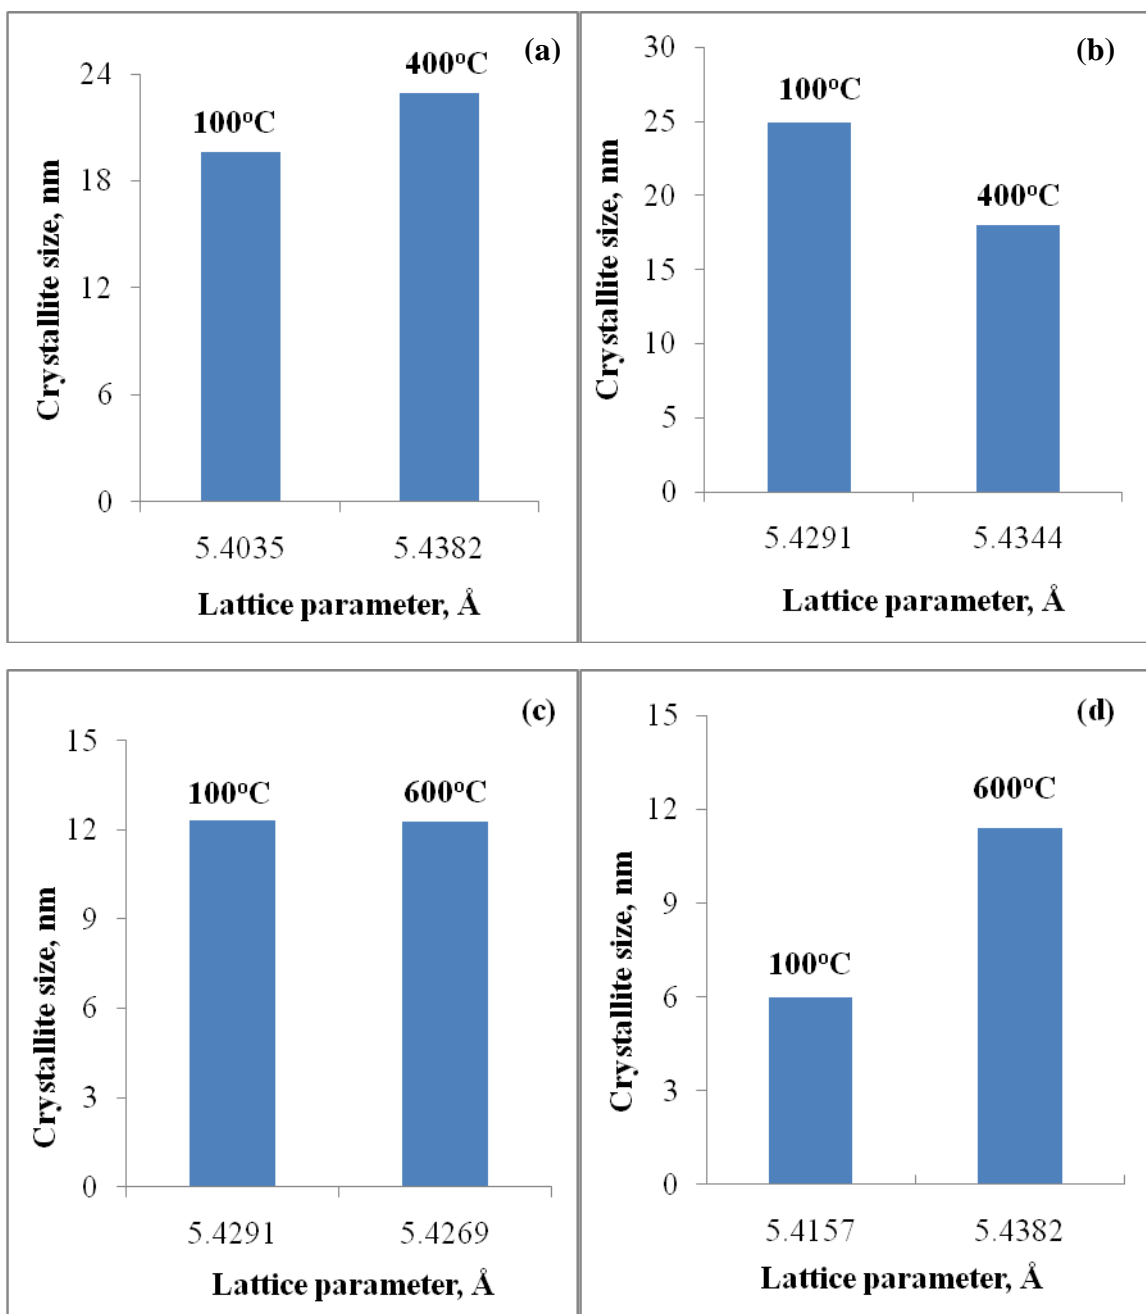 (a)
Crystallite size, nm
24
18
12
6
0
100°C
400°C
5.4035 5.4382
Lattice parameter, Å
(b)
Crystallite size, nm
30
25
20
15
10
5
0
100°C
400°C
5.4291 5.4344
Lattice parameter, Å
(c)
Crystallite size, nm
15
12
9
6
3
0
100°C
600°C
5.4291 5.4269
Lattice parameter, Å
(d)
Crystallite size, nm
15
12
9
6
3
0
100°C
600°C
5.4157 5.4382
Lattice parameter, Å